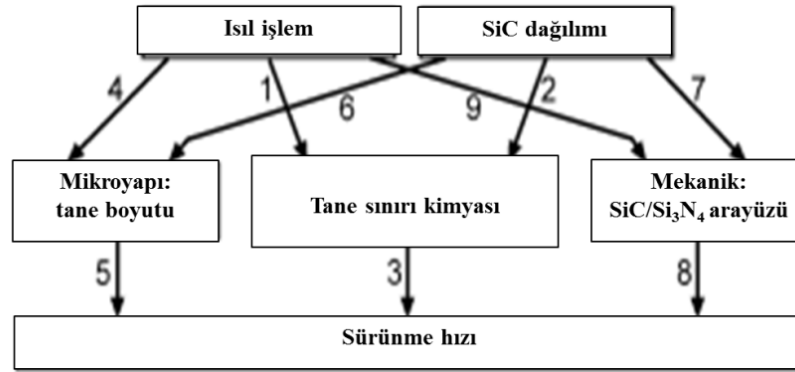 Isıl işlem
SiC dağılımı
4
1
6
9
2
7
Mikroyapı:
tane boyutu
Tane sınırı kimyası
Mekanik:
SiC/Si₃N₄ arayüzü
5
3
8
Sürünme hızı